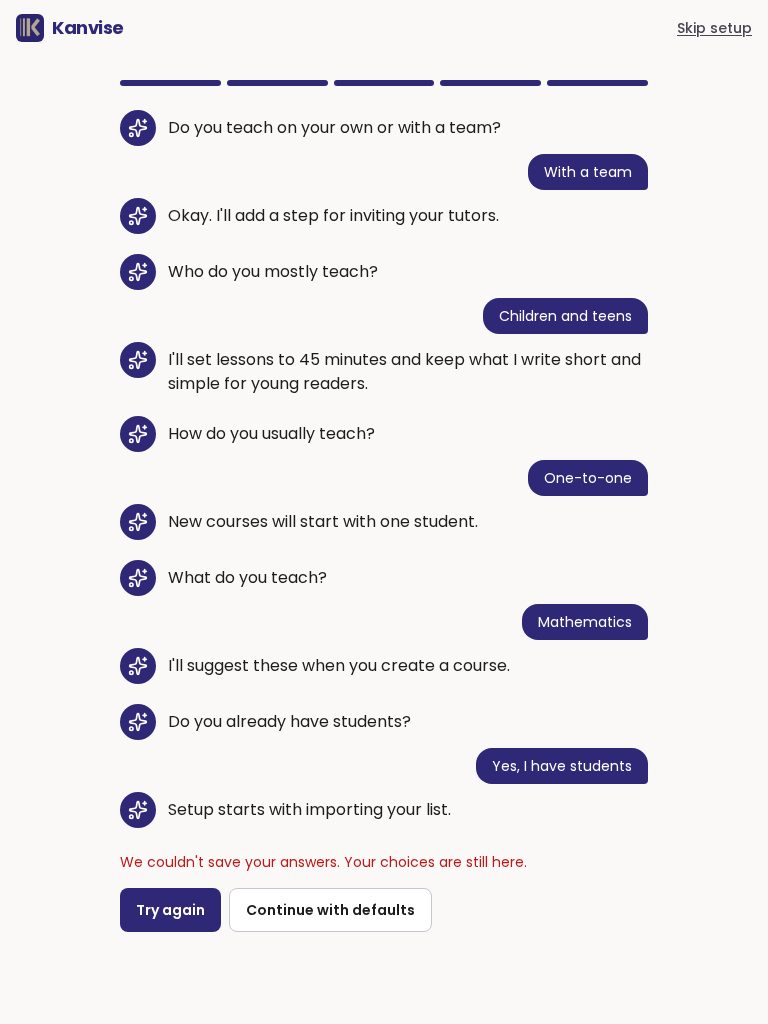 Kanvise
Skip setup
Do you teach on your own or with a team?
With a team
Okay. I'll add a step for inviting your tutors.
Who do you mostly teach?
Children and teens
I'll set lessons to 45 minutes and keep what I write short and
simple for young readers.
How do you usually teach?
One-to-one
New courses will start with one student.
What do you teach?
Mathematics
I'll suggest these when you create a course.
Do you already have students?
Yes, I have students
Setup starts with importing your list.
We couldn't save your answers. Your choices are still here.
Try again
Continue with defaults